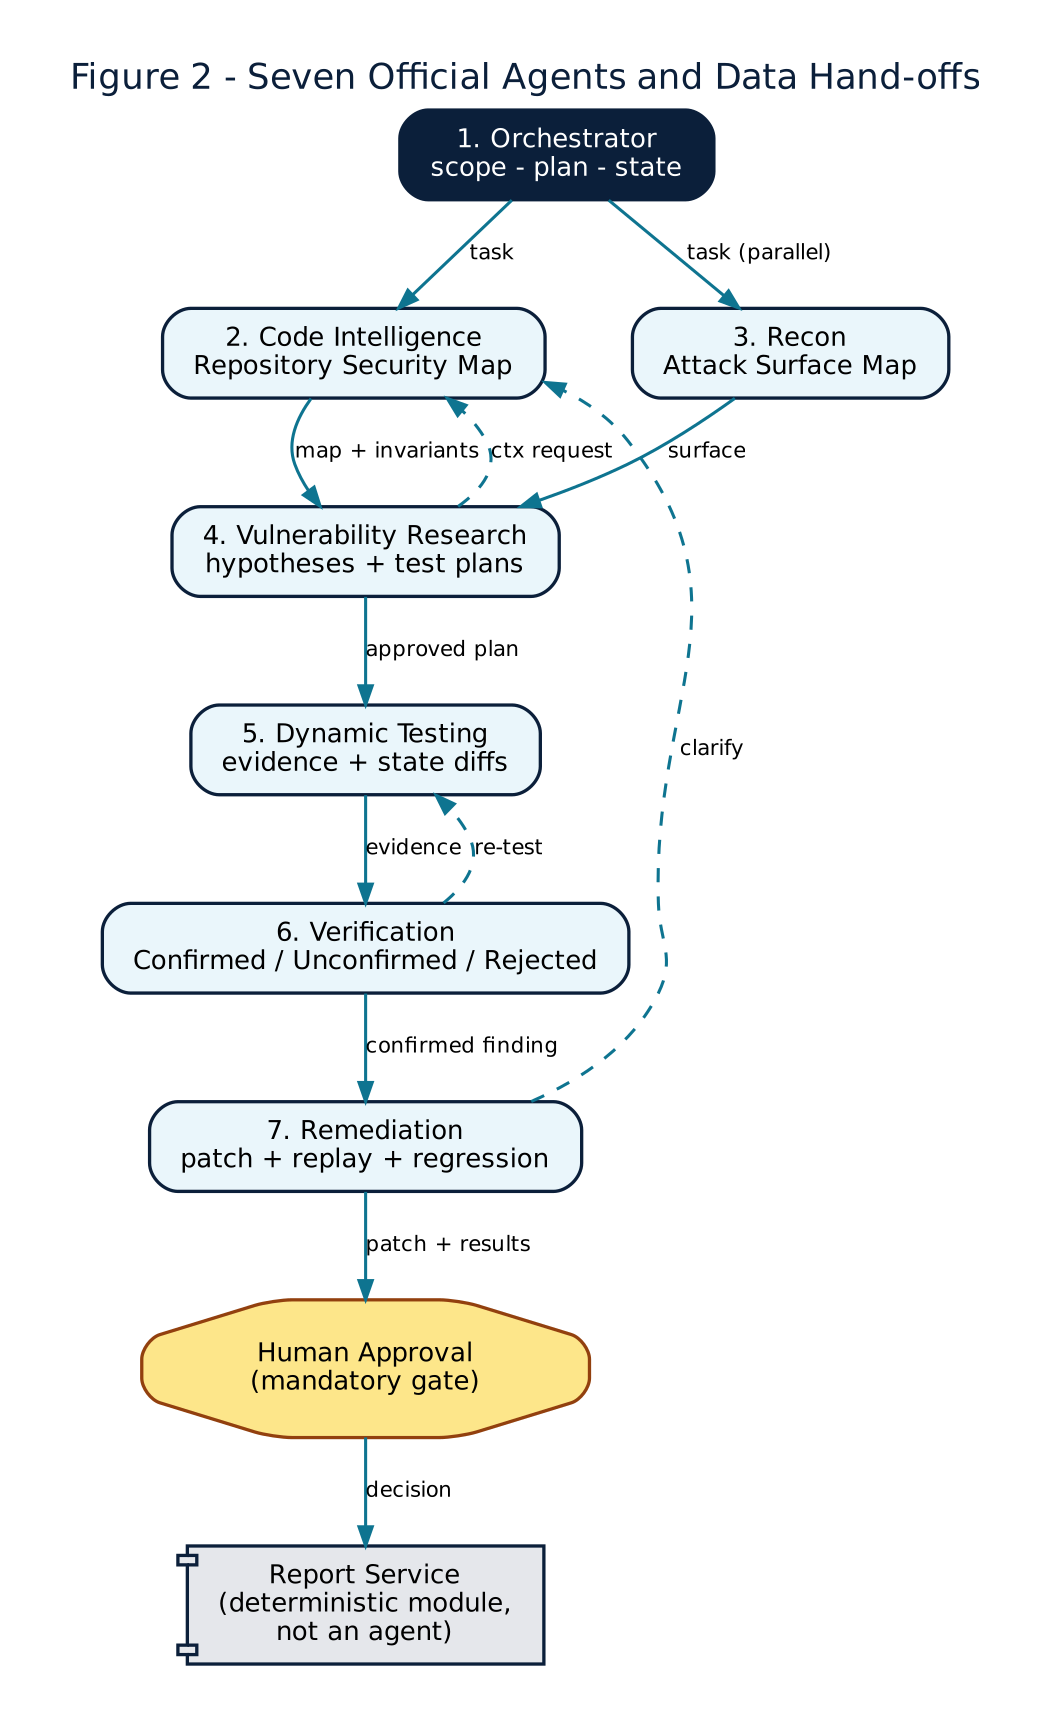 Figure 2 - Seven Official Agents and Data Hand-offs
1. Orchestrator
scope - plan - state
task
task (parallel)
2. Code Intelligence
Repository Security Map
3. Recon
Attack Surface Map
map + invariants
ctx request
surface
4. Vulnerability Research
hypotheses + test plans
approved plan
5. Dynamic Testing
evidence + state diffs
clarify
evidence
re-test
6. Verification
Confirmed / Unconfirmed / Rejected
confirmed finding
7. Remediation
patch + replay + regression
patch + results
Human Approval
(mandatory gate)
decision
Report Service
(deterministic module,
not an agent)